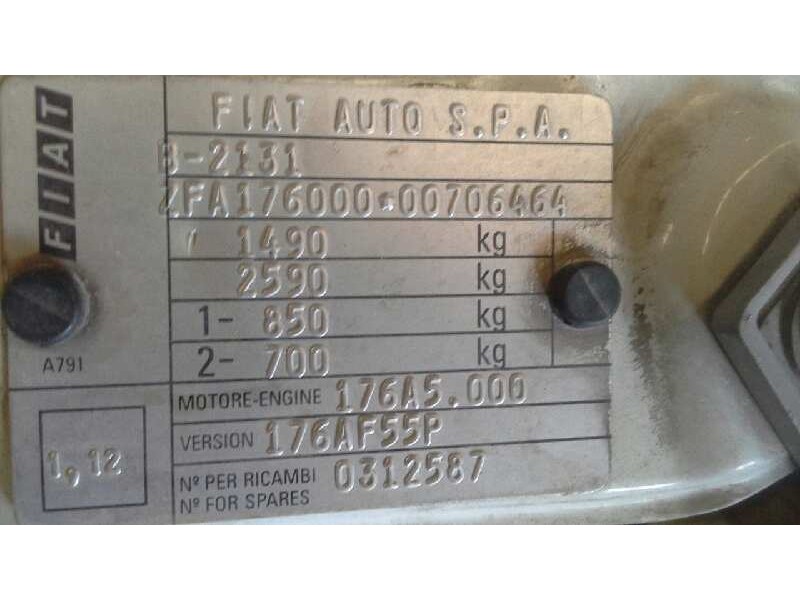 FIAT
FIAT AUTO S.P.A.
B-2131
ZFA176000*00706464
1490 kg
2590 kg
1- 850 kg
2- 700 kg
A791
MOTORE-ENGINE 176A5.000
VERSION 176AF55P
1,12
Nº PER RICAMBI
Nº FOR SPARES 0312587